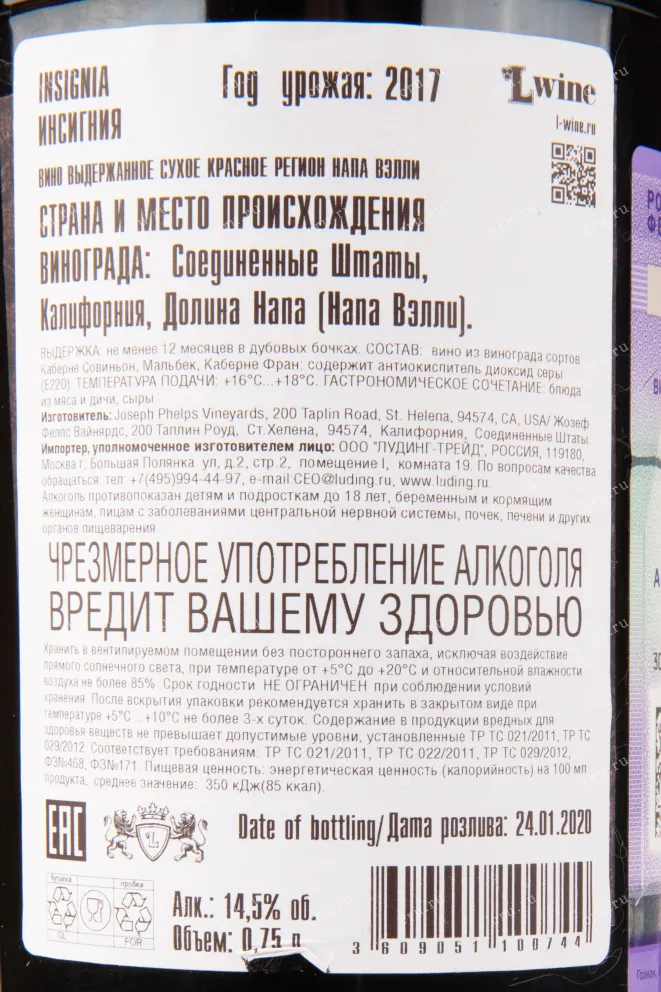 INSIGNIA
ИНСИГНИЯ
Год урожая: 2017
Lwine
l-wine.ru
ВИНО ВЫДЕРЖАННОЕ СУХОЕ КРАСНОЕ РЕГИОН НАПА ВЭЛЛИ
СТРАНА И МЕСТО ПРОИСХОЖДЕНИЯ
ВИНОГРАДА: Соединенные Штаты,
Калифорния, Долина Напа (Напа Вэлли).
ВЫДЕРЖКА: не менее 12 месяцев в дубовых бочках. СОСТАВ: вино из винограда сортов
Каберне Совиньон, Мальбек, Каберне Фран; содержит антиокислитель диоксид серы
(Е220). ТЕМПЕРАТУРА ПОДАЧИ: +16°C...+18°C. ГАСТРОНОМИЧЕСКОЕ СОЧЕТАНИЕ: блюда
из мяса и дичи, сыры.
Изготовитель: Joseph Phelps Vineyards, 200 Taplin Road, St. Helena, 94574, CA, USA/ Жозеф
Фелпс Вайнярдс, 200 Таплин Роуд, Ст.Хелена, 94574, Калифорния, Соединенные Штаты.
Импортер, уполномоченное изготовителем лицо: ООО "ЛУДИНГ-ТРЕЙД", РОССИЯ, 119180,
Москва г, Большая Полянка ул, д.2, стр.2, помещение I, комната 19. По вопросам качества
обращаться: тел: +7(495)994-44-97, e-mail:CEO@luding.ru, www.luding.ru.
Алкоголь противопоказан детям и подросткам до 18 лет, беременным и кормящим
женщинам, лицам с заболеваниями центральной нервной системы, почек, печени и других
органов пищеварения.
ЧРЕЗМЕРНОЕ УПОТРЕБЛЕНИЕ АЛКОГОЛЯ
ВРЕДИТ ВАШЕМУ ЗДОРОВЬЮ
Хранить в вентилируемом помещении без постороннего запаха, исключая воздействие
прямого солнечного света, при температуре от +5°C до +20°C и относительной влажности
воздуха не более 85%. Срок годности НЕ ОГРАНИЧЕН при соблюдении условий
хранения. После вскрытия упаковки рекомендуется хранить в закрытом виде при
температуре +5°C ...+10°C не более 3-х суток. Содержание в продукции вредных для
здоровья веществ не превышает допустимые уровни, установленные ТР ТС 021/2011, ТР ТС
029/2012. Соответствует требованиям: ТР ТС 021/2011, ТР ТС 022/2011, ТР ТС 029/2012,
ФЗ№468, ФЗ№171. Пищевая ценность: энергетическая ценность (калорийность) на 100 мл
продукта, среднее значение: 350 кДж(85 ккал).
EAC
L
Date of bottling/Дата розлива: 24.01.2020
бутылка пробка
GL FOR
Алк.: 14,5% об.
Объем: 0,75 л
3 609051 100744